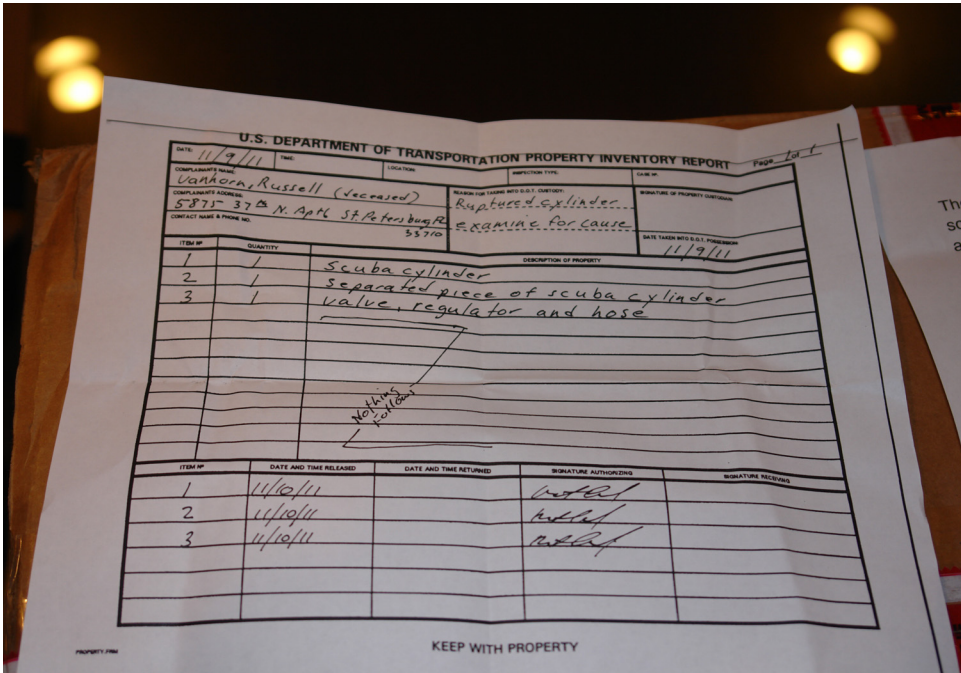 U.S. DEPARTMENT OF TRANSPORTATION PROPERTY INVENTORY REPORT Page 1 of 1
DATE: 11/9/11 TIME: LOCATION: INSPECTION TYPE: CASE Nº
COMPLAINANTS NAME:
Vanhorn, Russell (deceased)
COMPLAINANTS ADDRESS:
5875 37th N. Apt6 St Petersburg FL
33710
CONTACT NAME & PHONE NO.
REASON FOR TAKING INTO D.O.T. CUSTODY:
Ruptured cylinder
examine for cause
SIGNATURE OF PROPERTY CUSTODIAN:
DATE TAKEN INTO D.O.T. POSSESSION:
11/9/11
ITEM Nº QUANTITY DESCRIPTION OF PROPERTY
1 1 Scuba cylinder
2 1 separated piece of scuba cylinder
3 1 valve, regulator and hose
Nothing
Follows
ITEM Nº DATE AND TIME RELEASED DATE AND TIME RETURNED SIGNATURE AUTHORIZING SIGNATURE RECEIVING
1 11/10/11
2 11/10/11
3 11/10/11
PROPERTY.FRM KEEP WITH PROPERTY